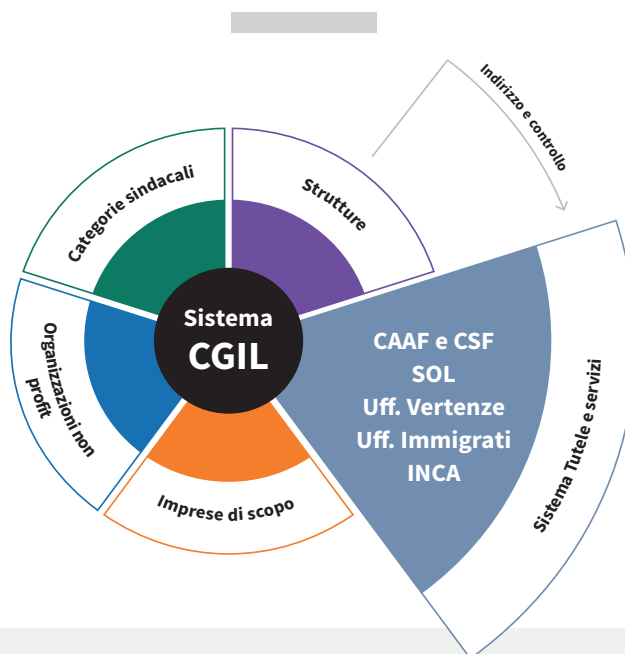 Indirizzo e controllo
Categorie sindacali
Strutture
Sistema
CGIL
Organizzazioni non
profit
CAAF e CSF
SOL
Uff. Vertenze
Uff. Immigrati
INCA
Sistema Tutele e servizi
Imprese di scopo